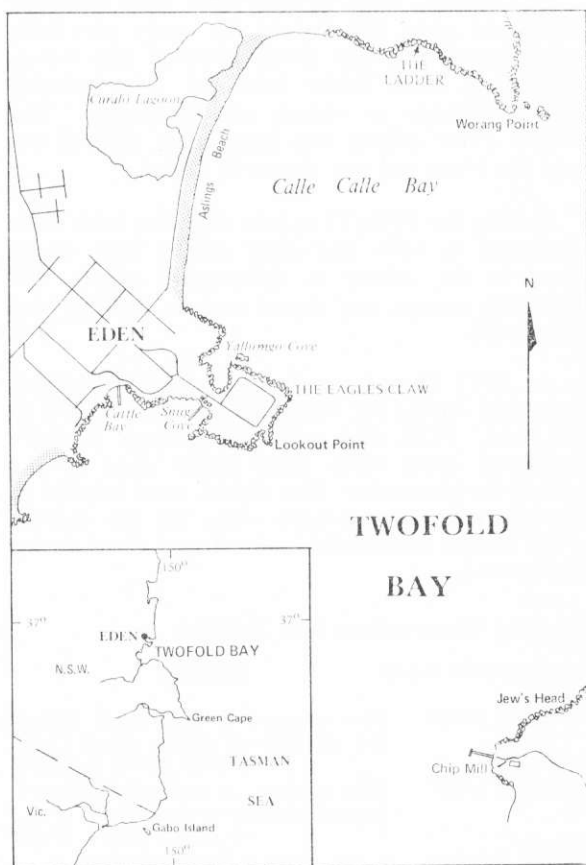 THE
LADDER
Curahi Lagoon
Worang Point
Aslings Beach
Calle Calle Bay
N
EDEN
Yallumgo Cove
THE EAGLES CLAW
Cattle
Bay
Snug
Cove
Lookout Point
TWOFOLD
BAY
150°
37°
37°
EDEN
TWOFOLD BAY
N.S.W.
Green Cape
TASMAN
SEA
Vic.
Gabo Island
150°
Jew's Head
Chip Mill